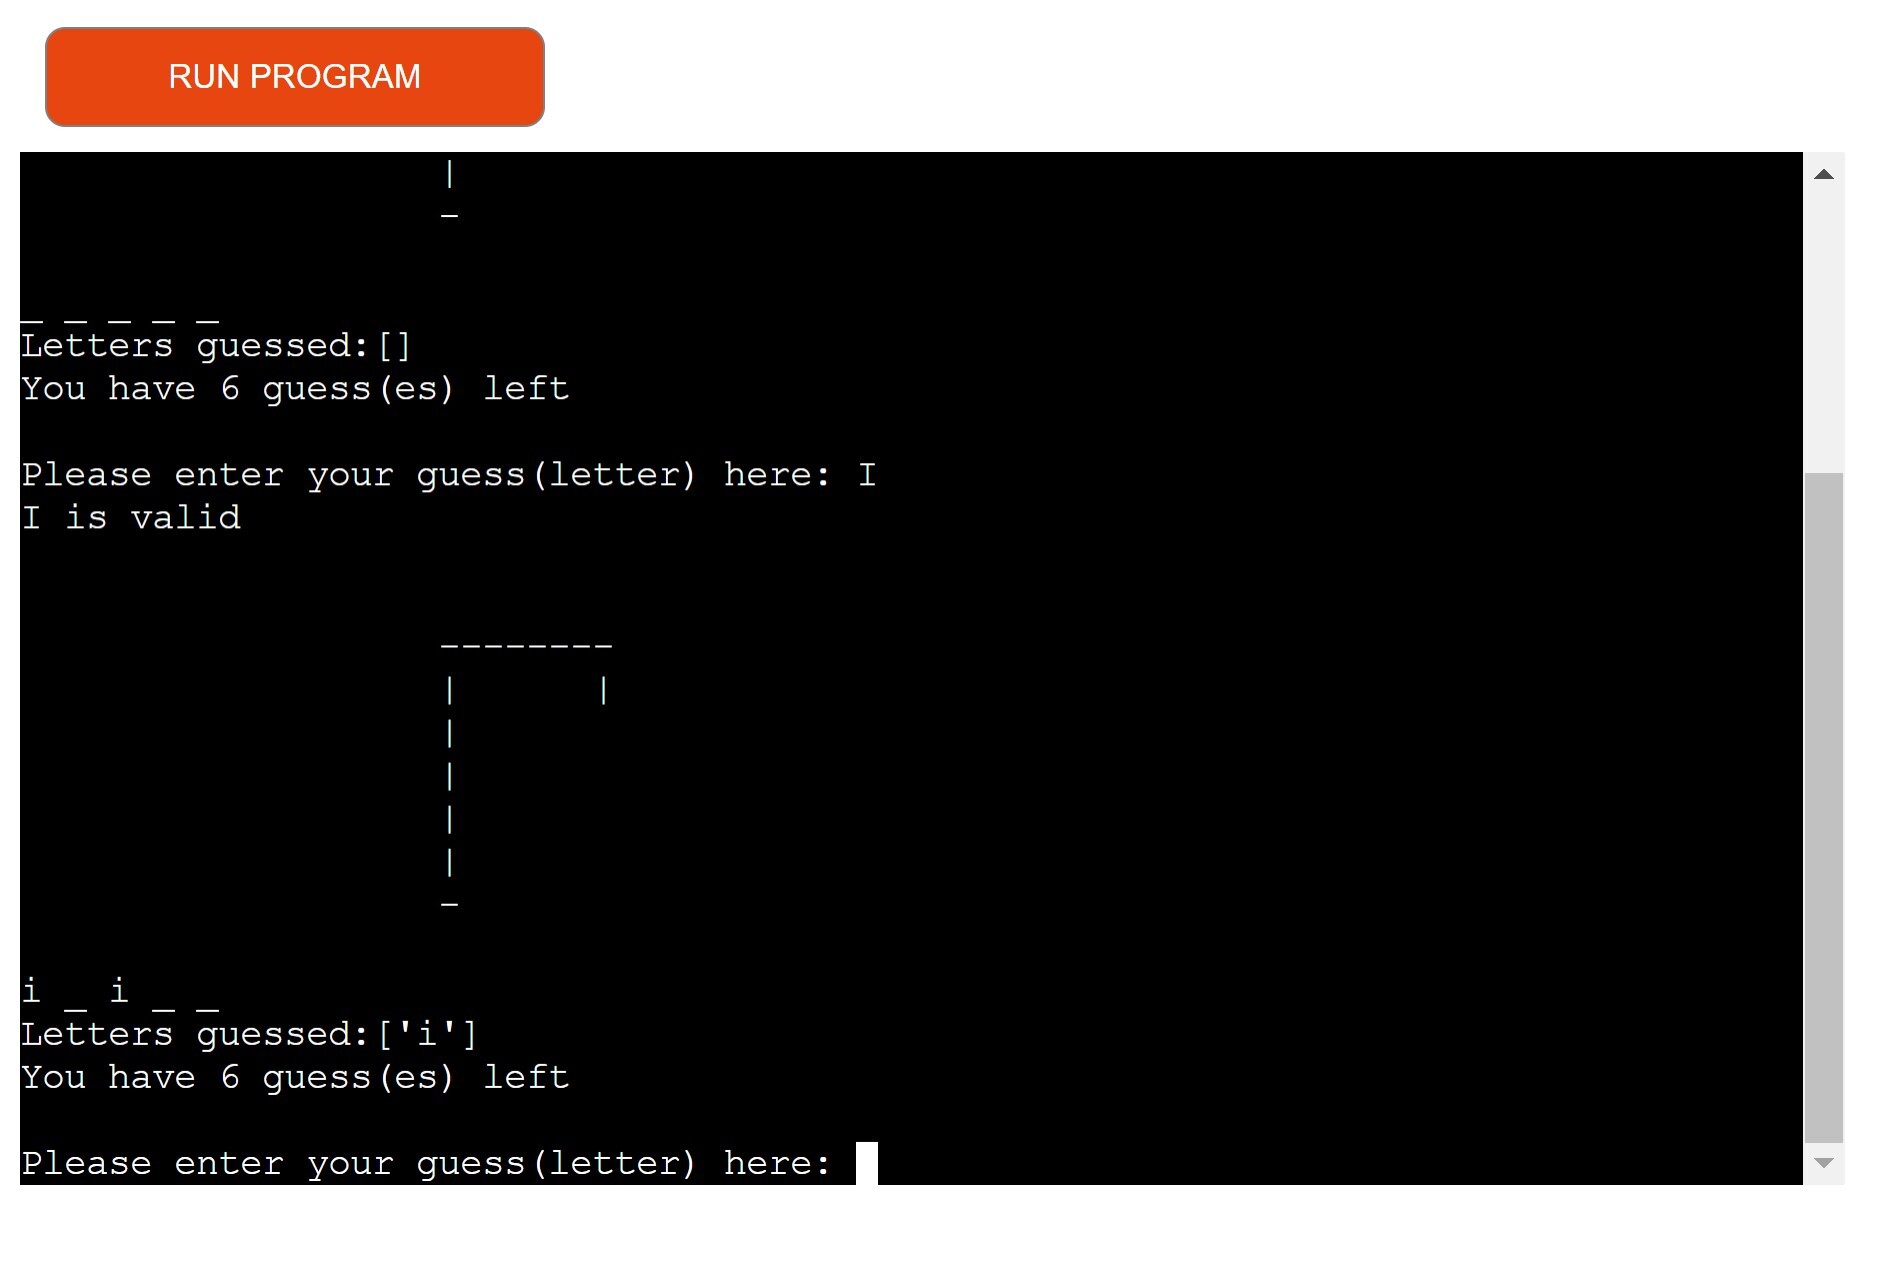 RUN PROGRAM
|
-
_ _ _ _ _
Letters guessed:[]
You have 6 guess(es) left
Please enter your guess(letter) here: I
I is valid
--------
|      |
|
|
|
|
-
i _ i _ _
Letters guessed:['i']
You have 6 guess(es) left
Please enter your guess(letter) here: